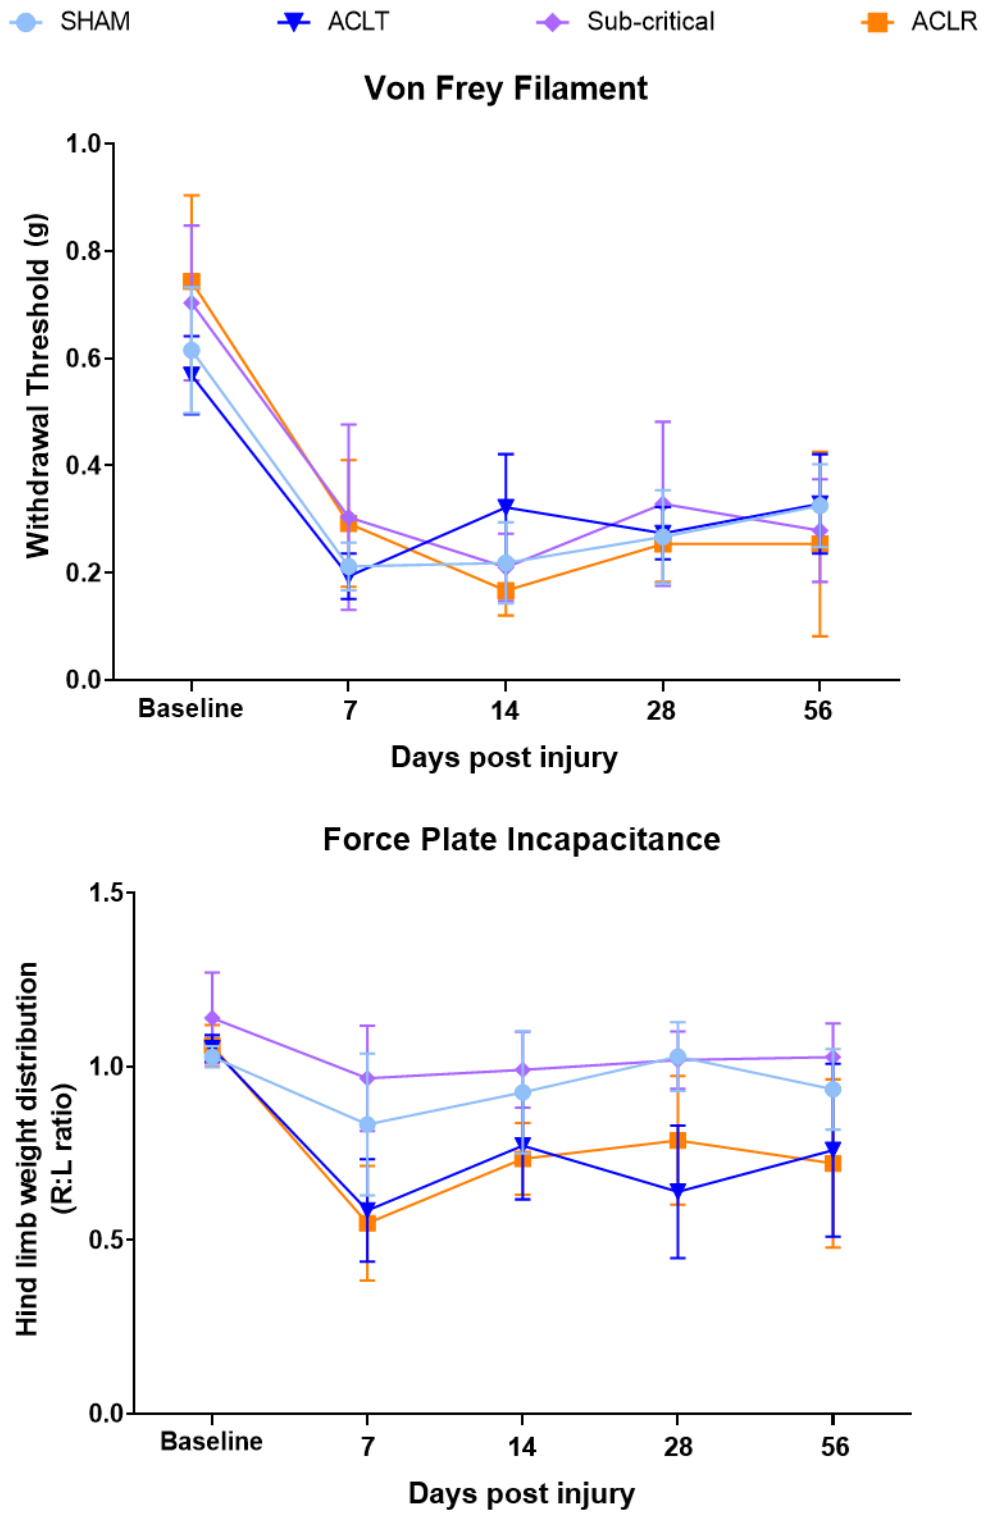 SHAM ACLT Sub-critical ACLR
Von Frey Filament
1.0
0.8
0.6
0.4
0.2
0.0
Withdrawal Threshold (g)
Baseline 7 14 28 56
Days post injury
Force Plate Incapacitance
1.5
1.0
0.5
0.0
Hind limb weight distribution
(R:L ratio)
Baseline 7 14 28 56
Days post injury